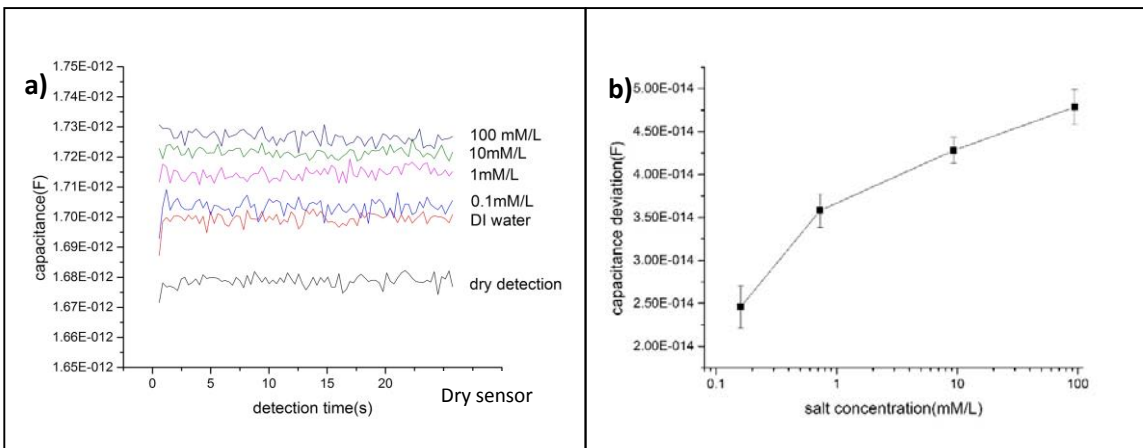 a)
1.75E-012
1.74E-012
1.73E-012
1.72E-012
1.71E-012
1.70E-012
1.69E-012
1.68E-012
1.67E-012
1.66E-012
1.65E-012
capacitance(F)
100 mM/L
10mM/L
1mM/L
0.1mM/L
DI water
dry detection
0 5 10 15 20
detection time(s)
Dry sensor
b)
5.00E-014
4.50E-014
4.00E-014
3.50E-014
3.00E-014
2.50E-014
2.00E-014
capacitance deviation(F)
0.1 1 10 100
salt concentration(mM/L)